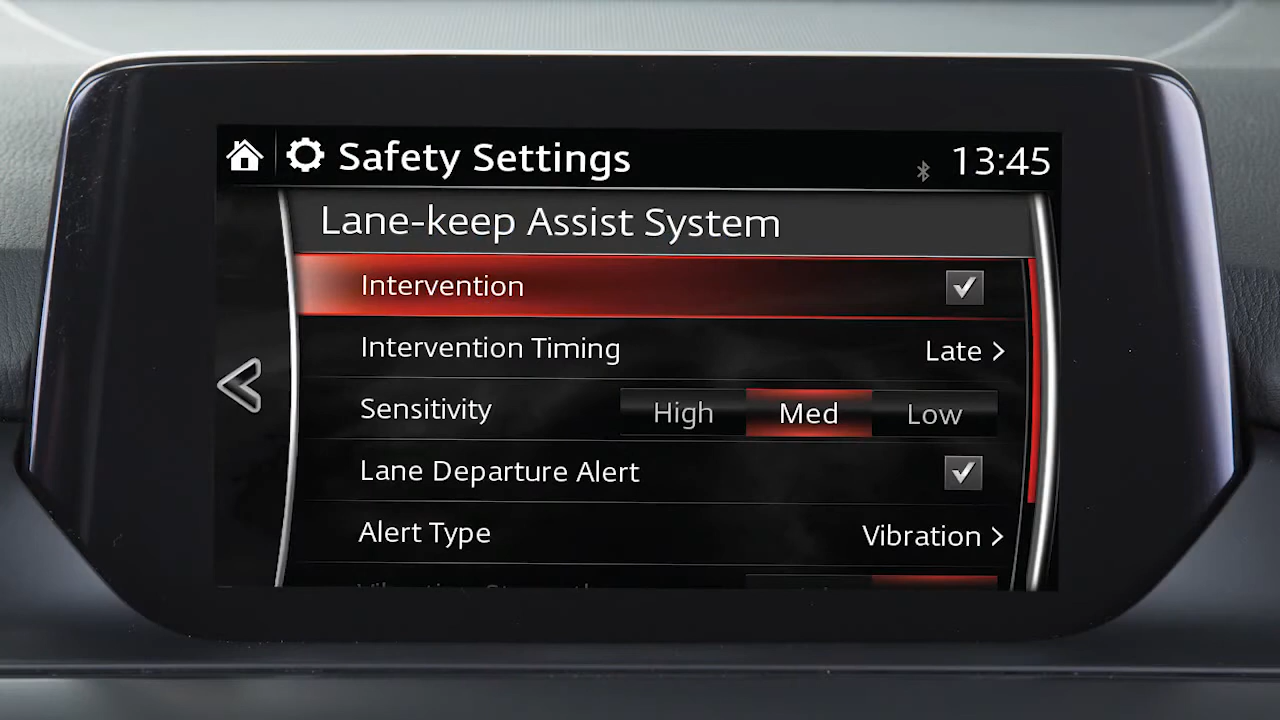 Safety Settings 13:45
Lane-keep Assist System
Intervention
Intervention Timing Late >
Sensitivity High Med Low
Lane Departure Alert
Alert Type Vibration >